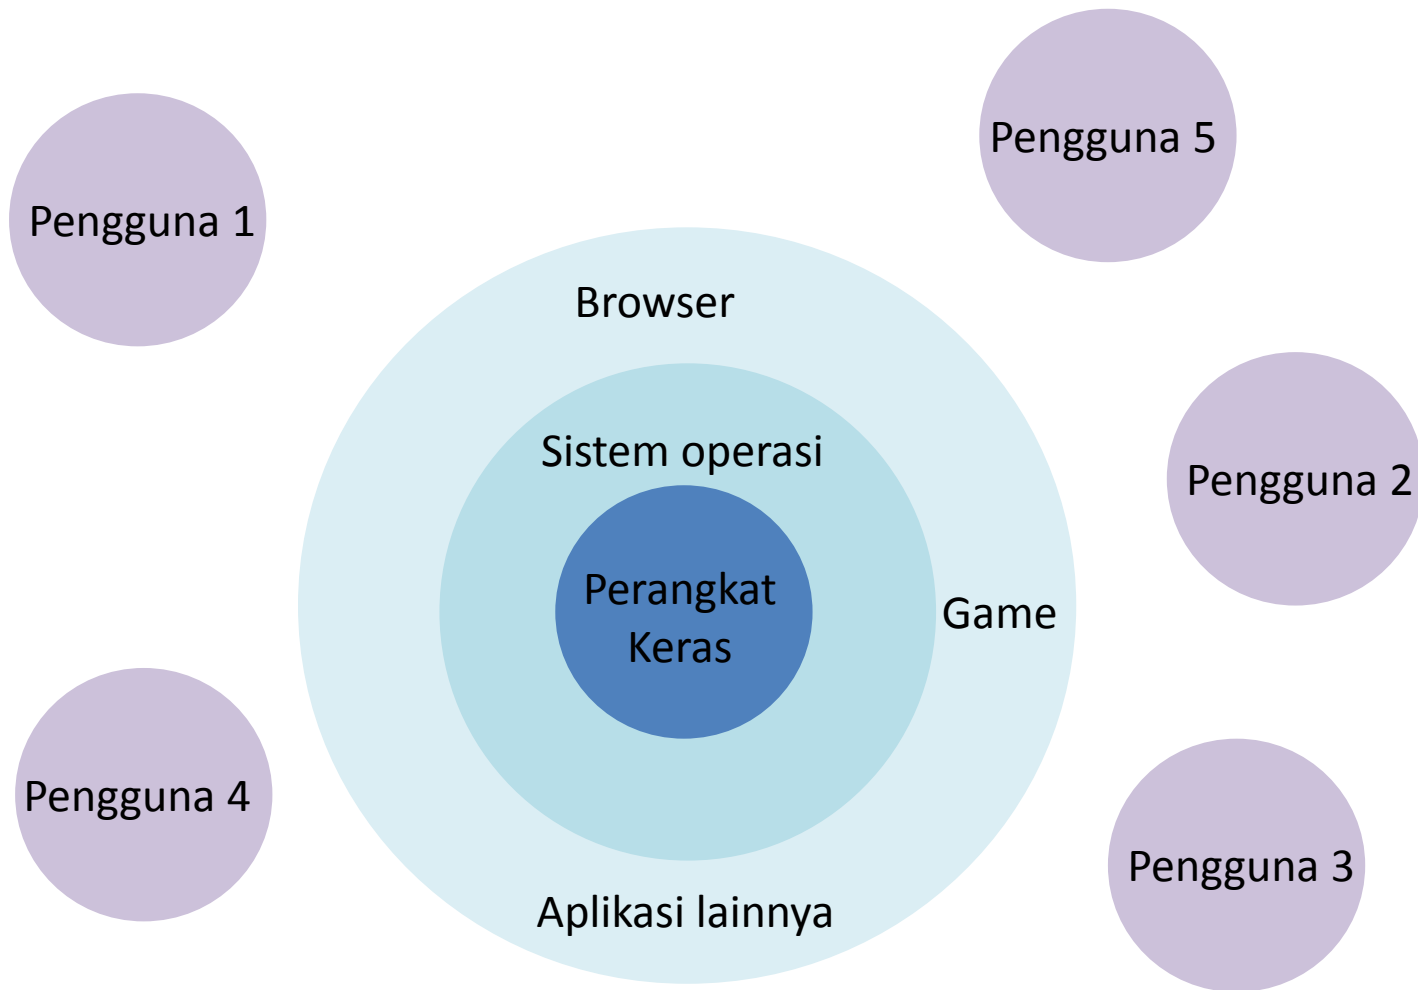 Pengguna 5
Pengguna 1
Browser
Sistem operasi
Pengguna 2
Perangkat
Keras
Game
Pengguna 4
Pengguna 3
Aplikasi lainnya